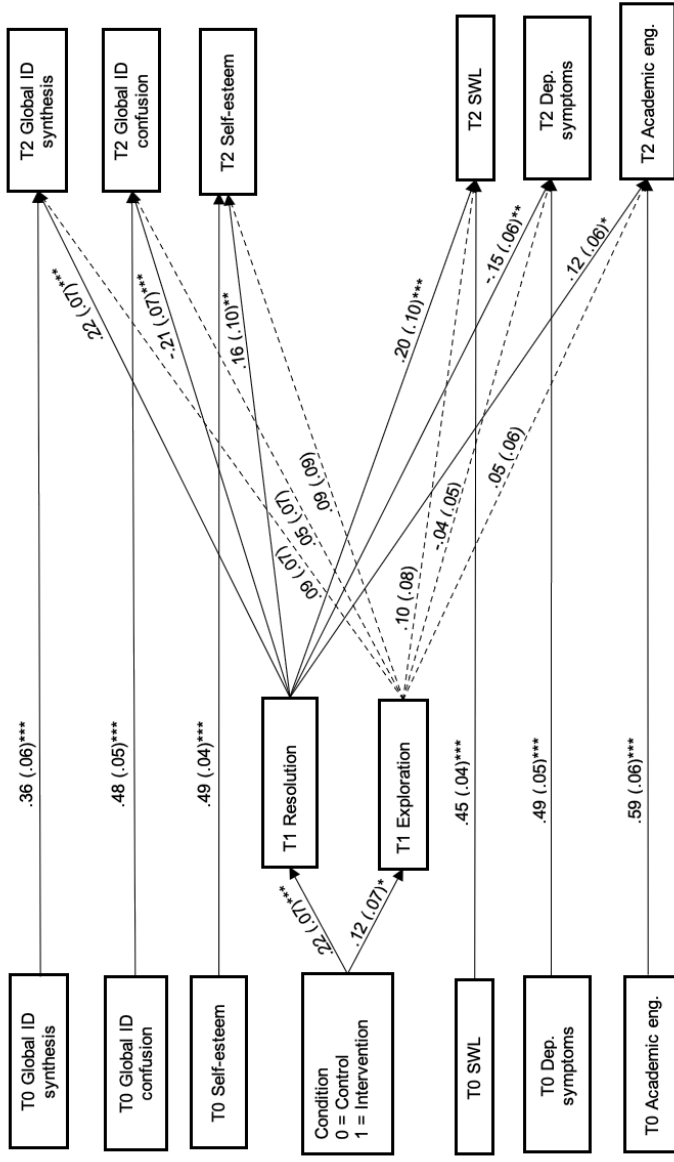 T0 Global ID
synthesis
T0 Global ID
confusion
T0 Self-esteem
Condition
0 = Control
1 = Intervention
T0 SWL
T0 Dep.
symptoms
T0 Academic eng.
.36 (.06)***
.48 (.05)***
.49 (.04)***
.22 (.07)***
.12 (.07)*
.45 (.04)***
.49 (.05)***
.59 (.06)***
T1 Resolution
T1 Exploration
.22 (.07)***
-.21 (.07)***
.16 (.10)**
.09 (.07)
.05 (.07)
.09 (.09)
.20 (.10)***
-.15 (.06)**
.12 (.06)*
.10 (.08)
-.04 (.05)
.05 (.06)
T2 Global ID
synthesis
T2 Global ID
confusion
T2 Self-esteem
T2 SWL
T2 Dep.
symptoms
T2 Academic eng.